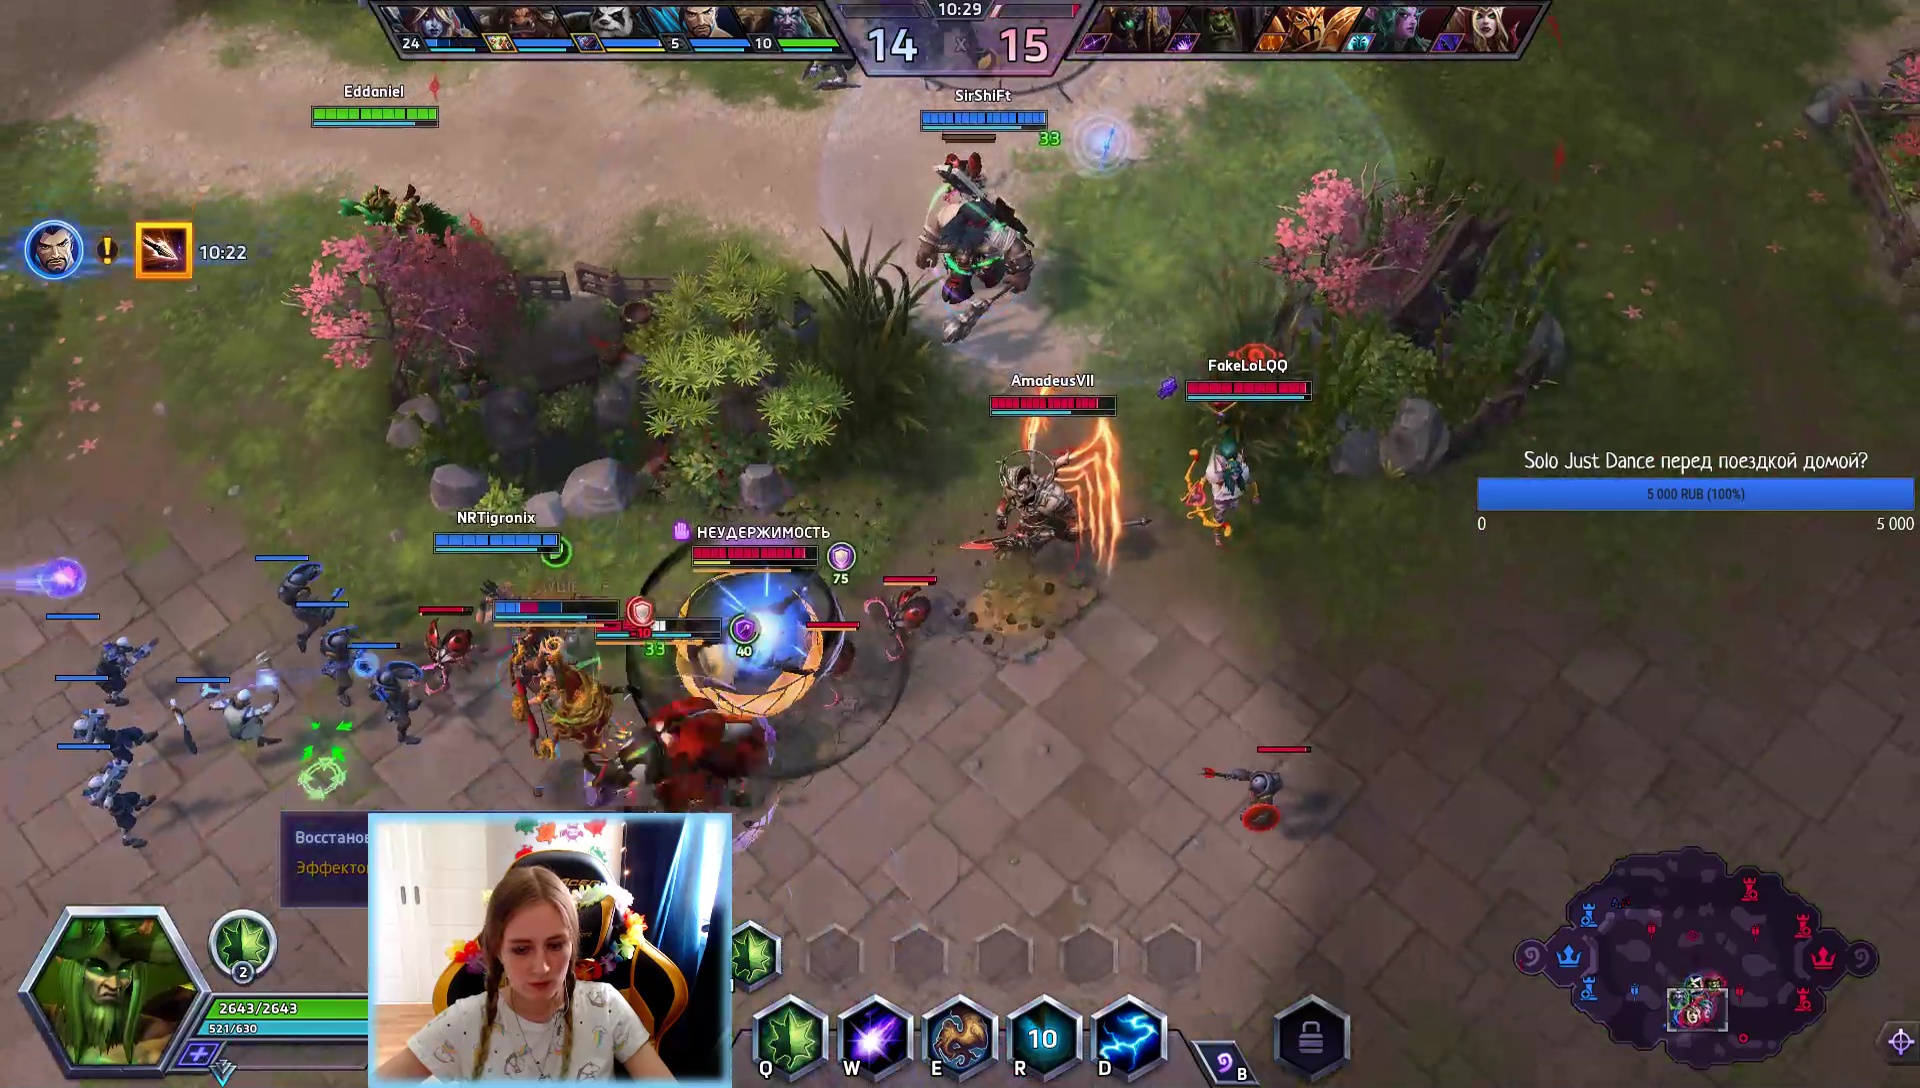 10:29
24
5
10
14 x 15
Eddaniel
SirShiFt
33
10:22
FakeLoLQQ
AmadeusVII
Solo Just Dance перед поездкой домой?
5 000 RUB (100%)
0
5 000
NRTigronix
НЕУДЕРЖИМОСТЬ
75
-10
33
40
Восстанов
Эффекто
2
2643/2643
521/630
10
Q
W
E
R
D
B